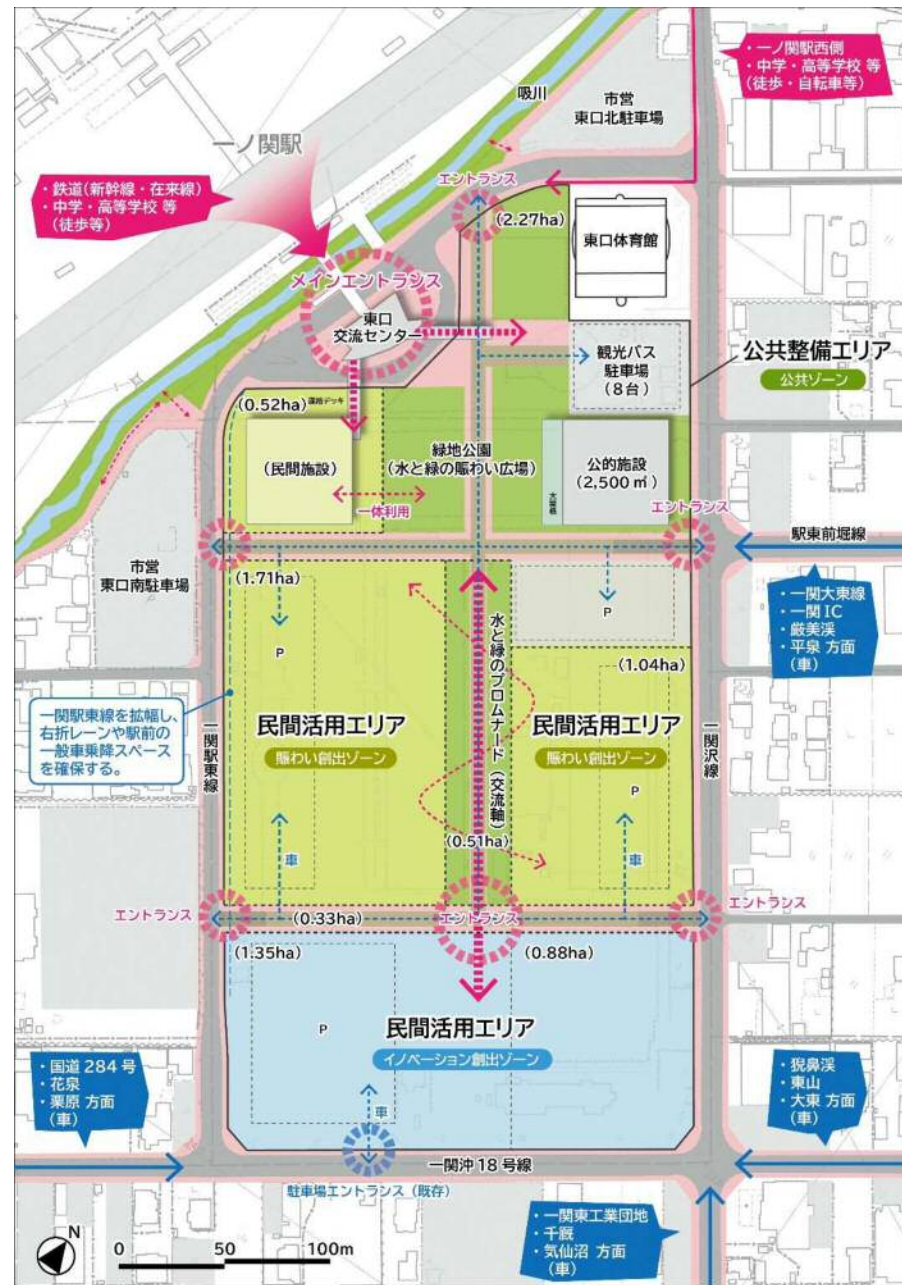 ・一ノ関駅西側
・中学・高等学校 等
(徒歩・自転車等)
吸川
市営
東口北駐車場
一ノ関駅
・鉄道(新幹線・在来線)
・中学・高等学校 等
(徒歩等)
エントランス
(2.27ha)
東口体育館
メインエントランス
東口
交流センター
観光バス
駐車場
(8台)
公共整備エリア
公共ゾーン
(0.52ha)
連絡デッキ
(民間施設)
緑地公園
(水と緑の賑わい広場)
公的施設
(2,500㎡)
大屋根
一体利用
エントランス
駅東前堀線
市営
東口南駐車場
(1.71ha)
P
P
・一関大東線
・一関IC
・厳美渓
・平泉 方面
(車)
水と緑のプロムナード(交流軸)
(1.04ha)
一関駅東線を拡幅し、
右折レーンや駅前の
一般車乗降スペース
を確保する。
一関駅東線
民間活用エリア
賑わい創出ゾーン
民間活用エリア
賑わい創出ゾーン
一関沢線
P
(0.51ha)
車
車
エントランス
(0.33ha)
エントランス
エントランス
(1.35ha)
(0.88ha)
P
民間活用エリア
イノベーション創出ゾーン
・国道284号
・花泉
・栗原 方面
(車)
・猊鼻渓
・東山
・大東 方面
(車)
車
一関沖18号線
駐車場エントランス(既存)
・一関東工業団地
・千厩
・気仙沼 方面
(車)
N
0 50 100m